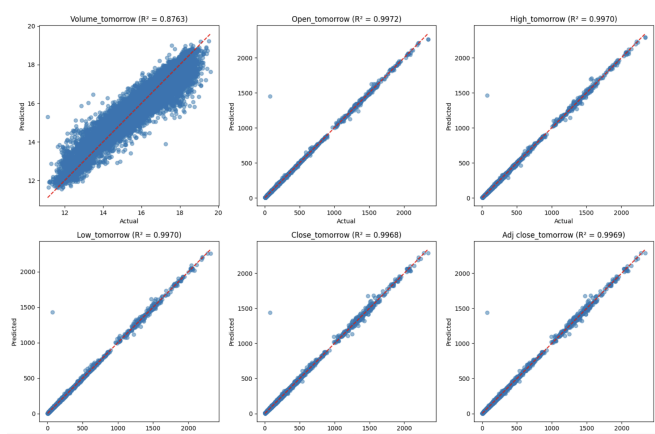 Volume_tomorrow (R² = 0.8763)
20
18
16
14
12
Predicted
12 14 16 18 20
Actual
Open_tomorrow (R² = 0.9972)
2000
1500
1000
500
0
Predicted
0 500 1000 1500 2000
Actual
High_tomorrow (R² = 0.9970)
2000
1500
1000
500
0
Predicted
0 500 1000 1500 2000
Actual
Low_tomorrow (R² = 0.9970)
2000
1500
1000
500
0
Predicted
0 500 1000 1500 2000
Close_tomorrow (R² = 0.9968)
2000
1500
1000
500
0
Predicted
0 500 1000 1500 2000
Adj close_tomorrow (R² = 0.9969)
2000
1500
1000
500
0
Predicted
0 500 1000 1500 2000